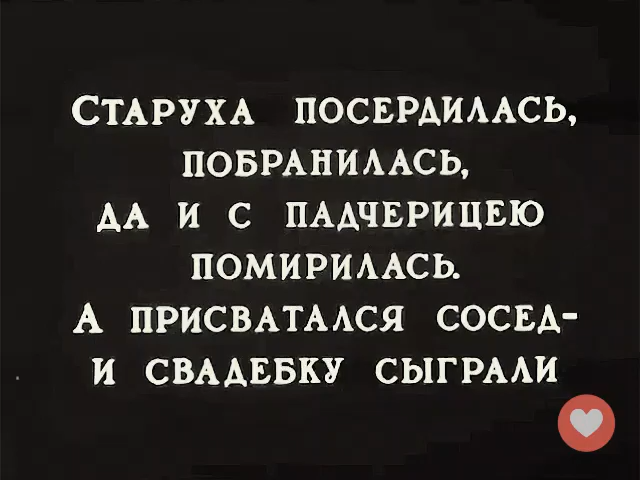 Старуха посердилась,
побранилась,
да и с падчерицею
помирилась.
А присватался сосед-
и свадебку сыграли